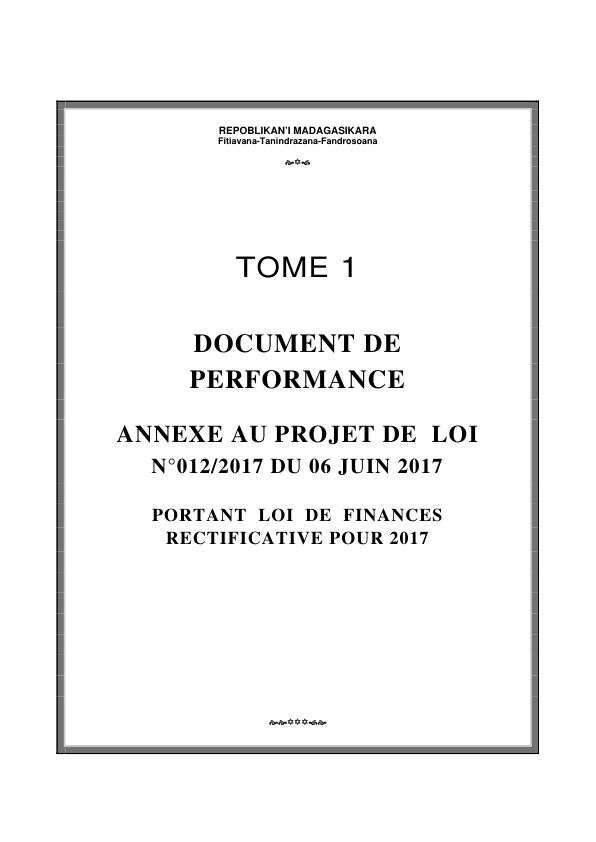 REPOBLIKAN'I MADAGASIKARA
Fitiavana-Tanindrazana-Fandrosoana
TOME 1
DOCUMENT DE
PERFORMANCE
ANNEXE AU PROJET DE LOI
N°012/2017 DU 06 JUIN 2017
PORTANT LOI DE FINANCES
RECTIFICATIVE POUR 2017